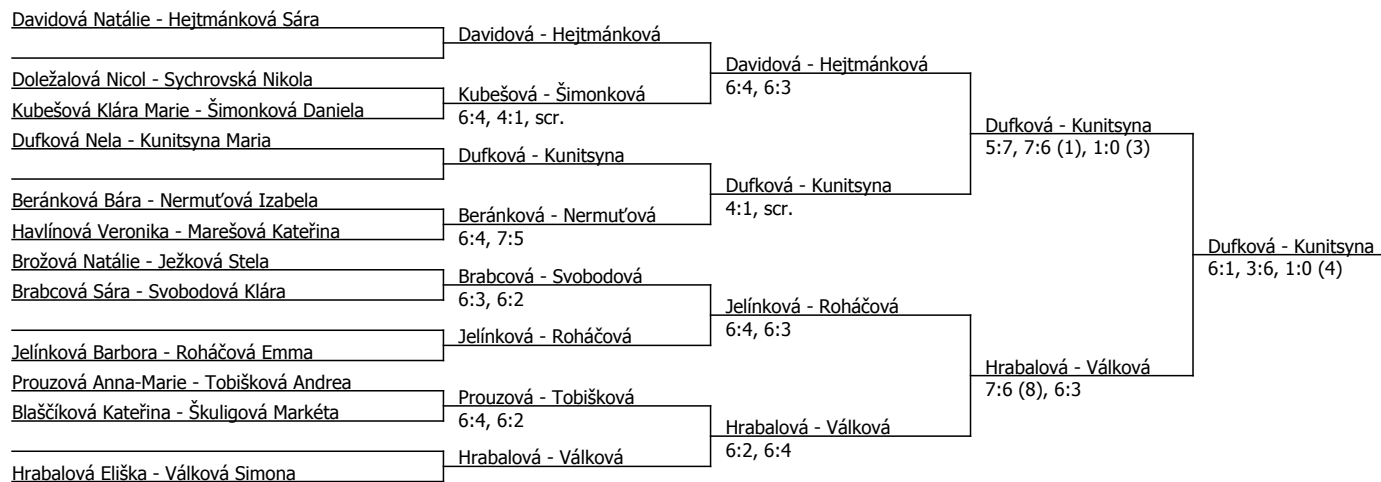 Davidová Natálie - Hejtmánková Sára
Doležalová Nicol - Sychrovská Nikola
Kubešová Klára Marie - Šimonková Daniela
Dufková Nela - Kunitsyna Maria
Beránková Bára - Nermuťová Izabela
Havlínová Veronika - Marešová Kateřina
Brožová Natálie - Ježková Stela
Brabcová Sára - Svobodová Klára
Jelínková Barbora - Roháčová Emma
Prouzová Anna-Marie - Tobišková Andrea
Blaščíková Kateřina - Škuligová Markéta
Hrabalová Eliška - Válková Simona
Davidová - Hejtmánková
Kubešová - Šimonková
6:4, 4:1, scr.
Dufková - Kunitsyna
Beránková - Nermuťová
6:4, 7:5
Brabcová - Svobodová
6:3, 6:2
Jelínková - Roháčová
Prouzová - Tobišková
6:4, 6:2
Hrabalová - Válková
Davidová - Hejtmánková
6:4, 6:3
Dufková - Kunitsyna
4:1, scr.
Jelínková - Roháčová
6:4, 6:3
Hrabalová - Válková
6:2, 6:4
Dufková - Kunitsyna
5:7, 7:6 (1), 1:0 (3)
Hrabalová - Válková
7:6 (8), 6:3
Dufková - Kunitsyna
6:1, 3:6, 1:0 (4)